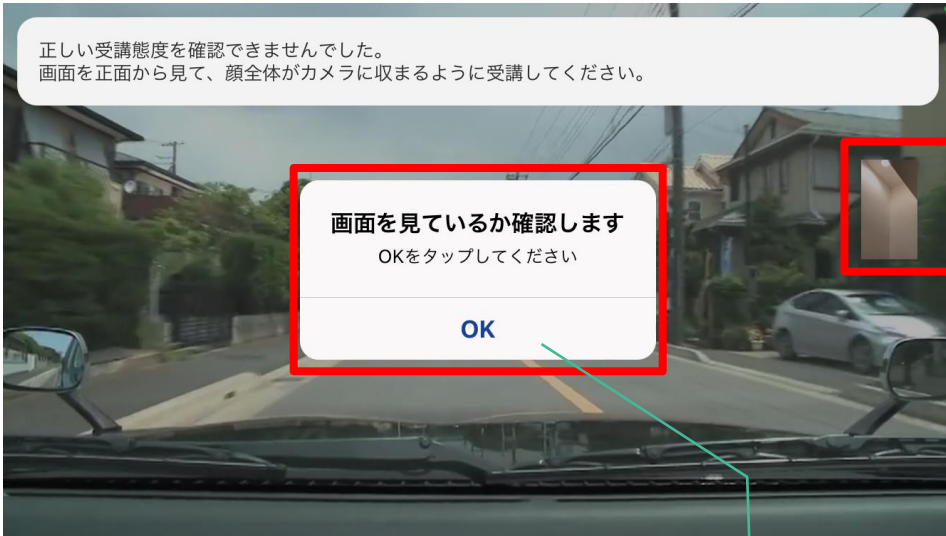 正しい受講態度を確認できませんでした。
画面を正面から見て、顔全体がカメラに収まるように受講してください。
画面を見ているか確認します
OKをタップしてください
OK